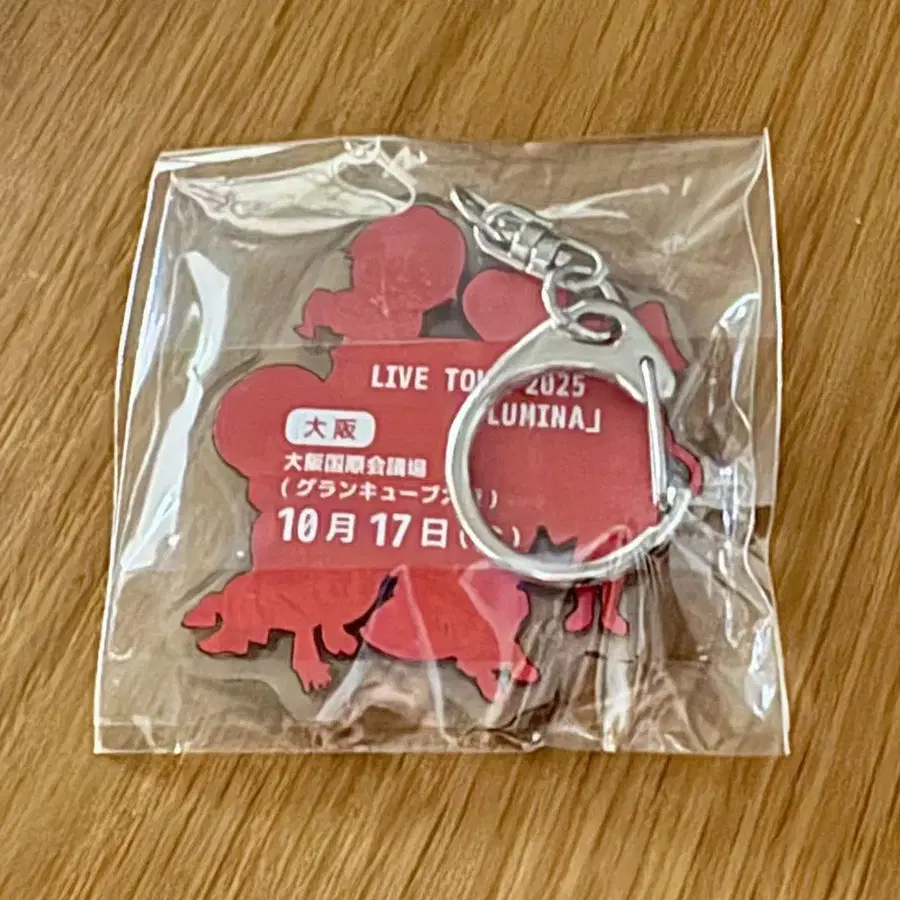 LIVE 2025
LUMINA」
大阪
大阪国際会議場
(グランキューブ大)
10月17日(